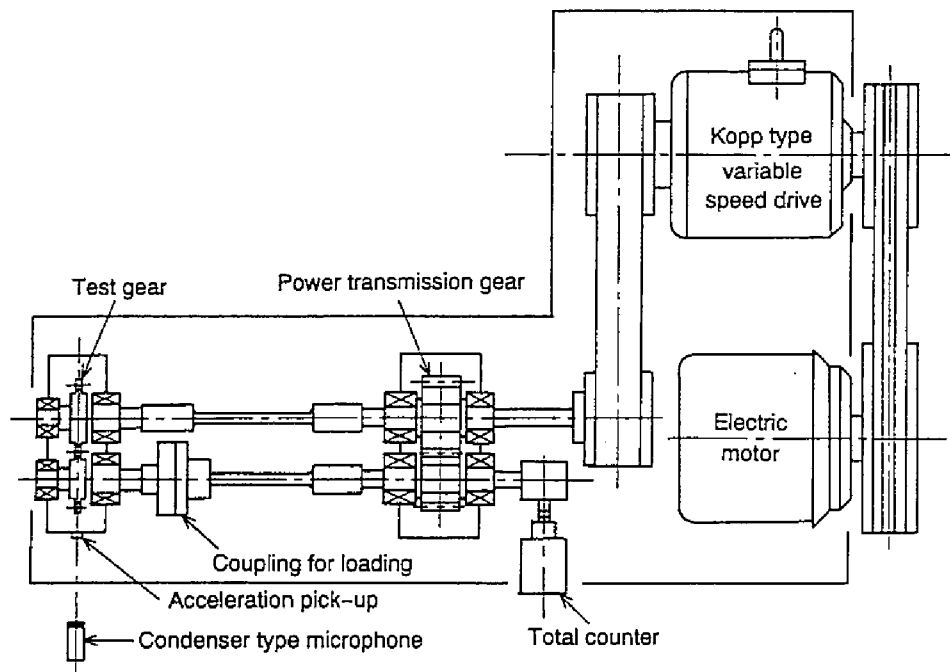 Kopp type
variable
speed drive
Test gear
Power transmission gear
Electric
motor
Coupling for loading
Acceleration pick-up
Condenser type microphone
Total counter